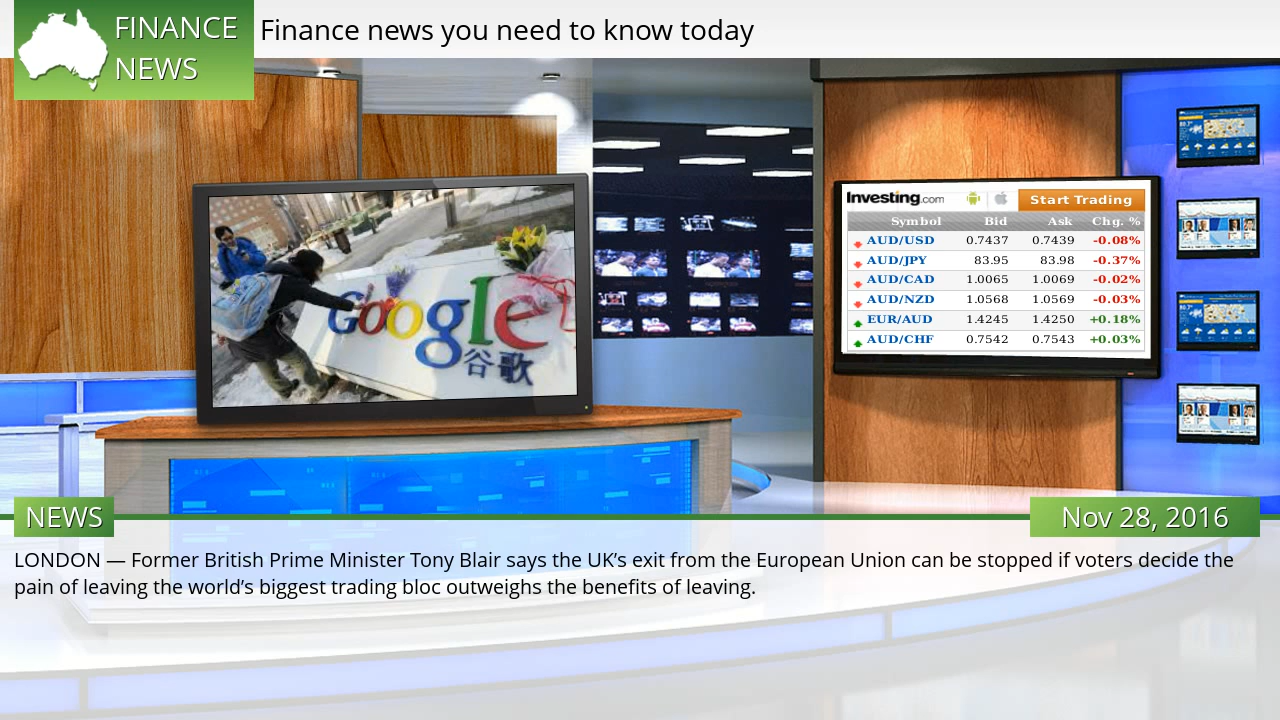 FINANCE
NEWS
Finance news you need to know today
Google
谷歌
Investing.com
Start Trading
Symbol Bid Ask Chg. %
AUD/USD 0.7437 0.7439 -0.08%
AUD/JPY 83.95 83.98 -0.37%
AUD/CAD 1.0065 1.0069 -0.02%
AUD/NZD 1.0568 1.0569 -0.03%
EUR/AUD 1.4245 1.4250 +0.18%
AUD/CHF 0.7542 0.7543 +0.03%
NEWS
Nov 28, 2016
LONDON — Former British Prime Minister Tony Blair says the UK’s exit from the European Union can be stopped if voters decide the
pain of leaving the world’s biggest trading bloc outweighs the benefits of leaving.